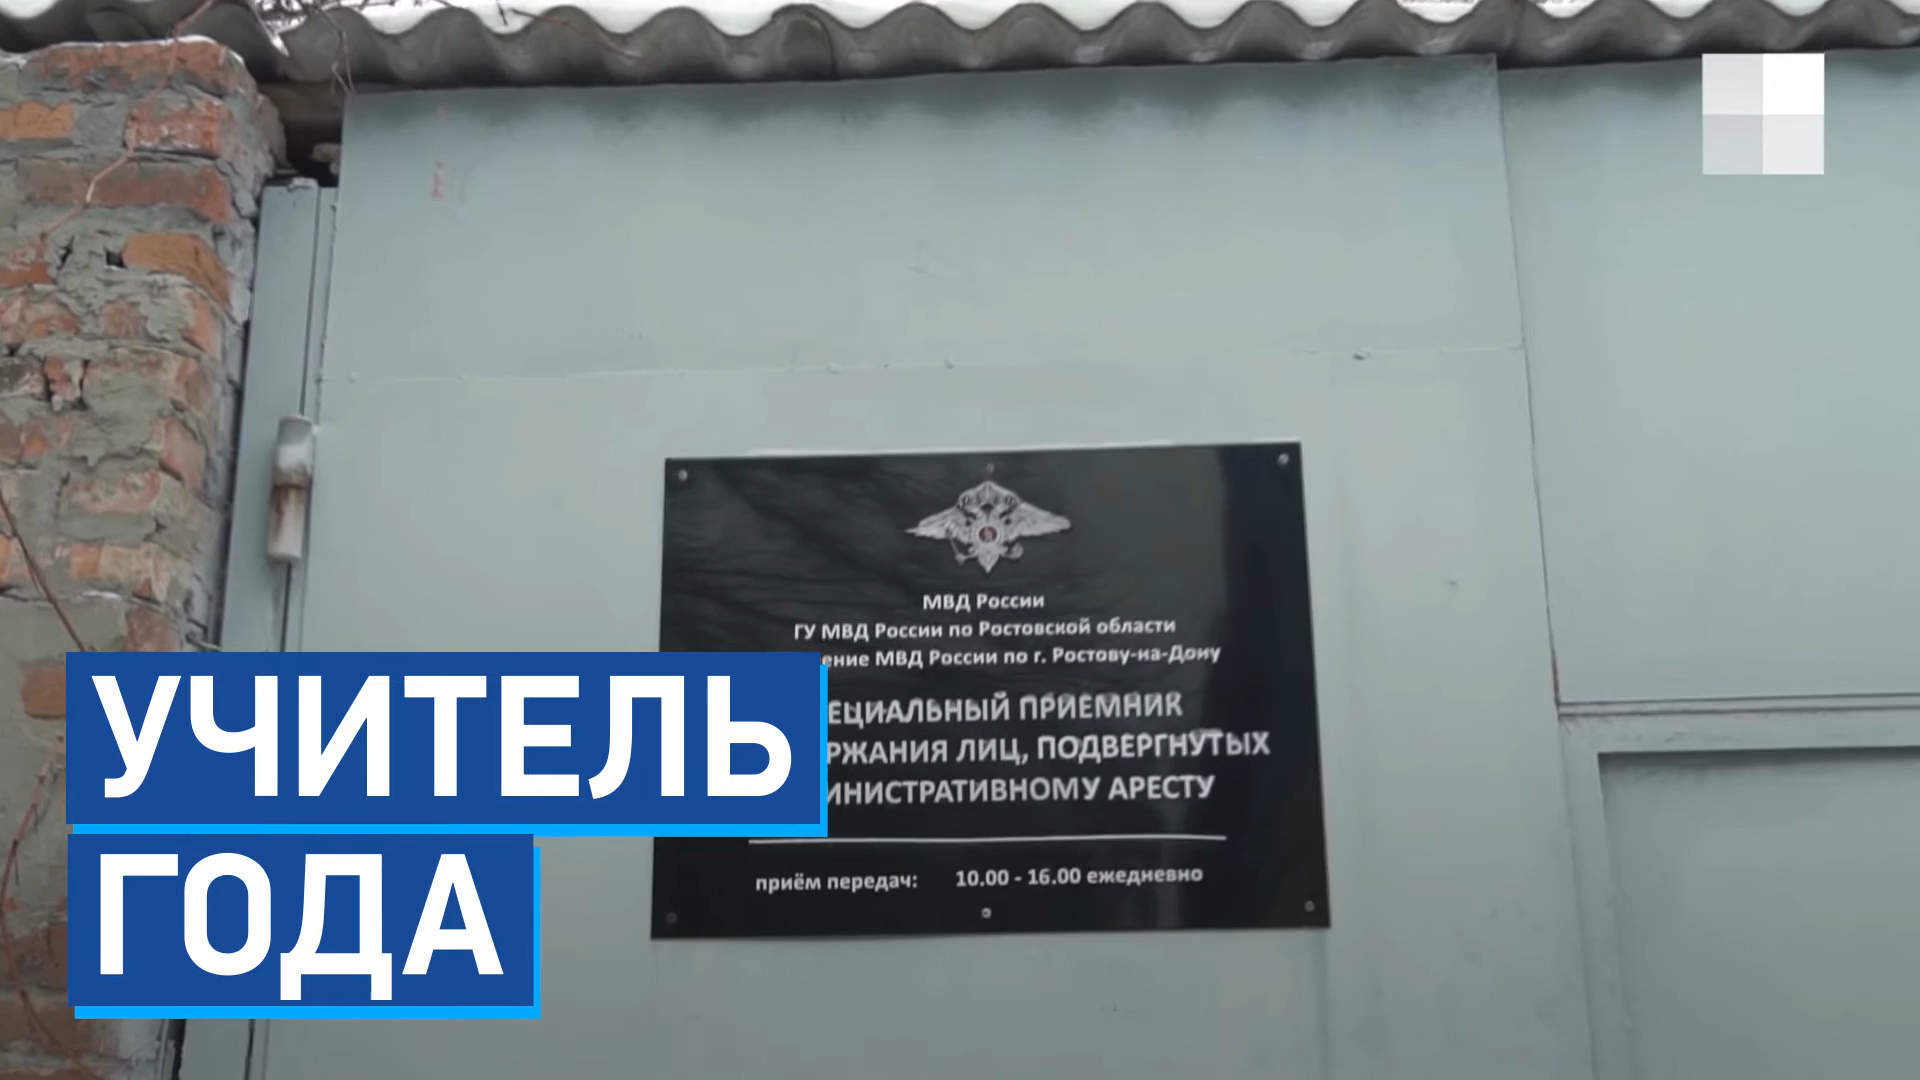 МВД России
ГУ МВД России по Ростовской области
ение МВД России по г. Ростову-на-Дону
ЕЦИАЛЬНЫЙ ПРИЕМНИК
РЖАНИЯ ЛИЦ, ПОДВЕРГНУТЫХ
ИНИСТРАТИВНОМУ АРЕСТУ
приём передач: 10.00 - 16.00 ежедневно
УЧИТЕЛЬ
ГОДА